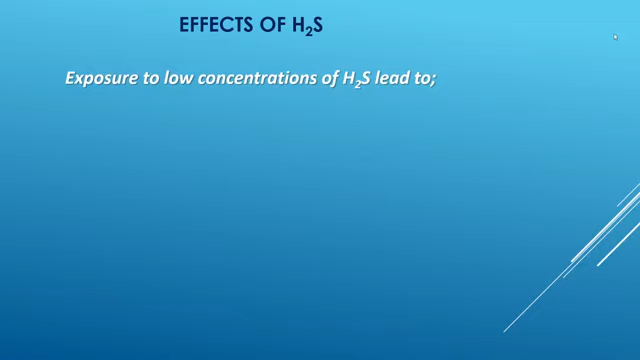 EFFECTS OF H₂S
Exposure to low concentrations of H₂S lead to;